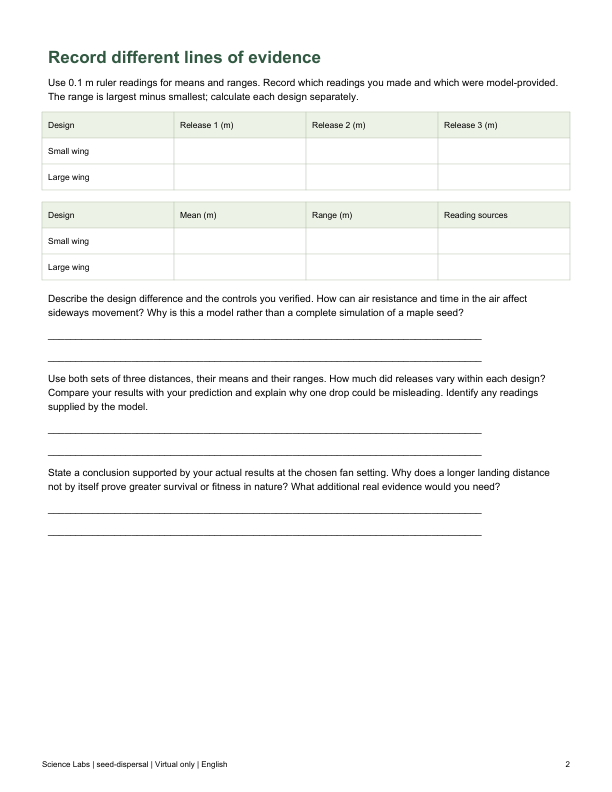 Record different lines of evidence
Use 0.1 m ruler readings for means and ranges. Record which readings you made and which were model-provided.
The range is largest minus smallest; calculate each design separately.
Design Release 1 (m) Release 2 (m) Release 3 (m)
Small wing
Large wing
Design Mean (m) Range (m) Reading sources
Small wing
Large wing
Describe the design difference and the controls you verified. How can air resistance and time in the air affect
sideways movement? Why is this a model rather than a complete simulation of a maple seed?
Use both sets of three distances, their means and their ranges. How much did releases vary within each design?
Compare your results with your prediction and explain why one drop could be misleading. Identify any readings
supplied by the model.
State a conclusion supported by your actual results at the chosen fan setting. Why does a longer landing distance
not by itself prove greater survival or fitness in nature? What additional real evidence would you need?
Science Labs | seed-dispersal | Virtual only | English 2